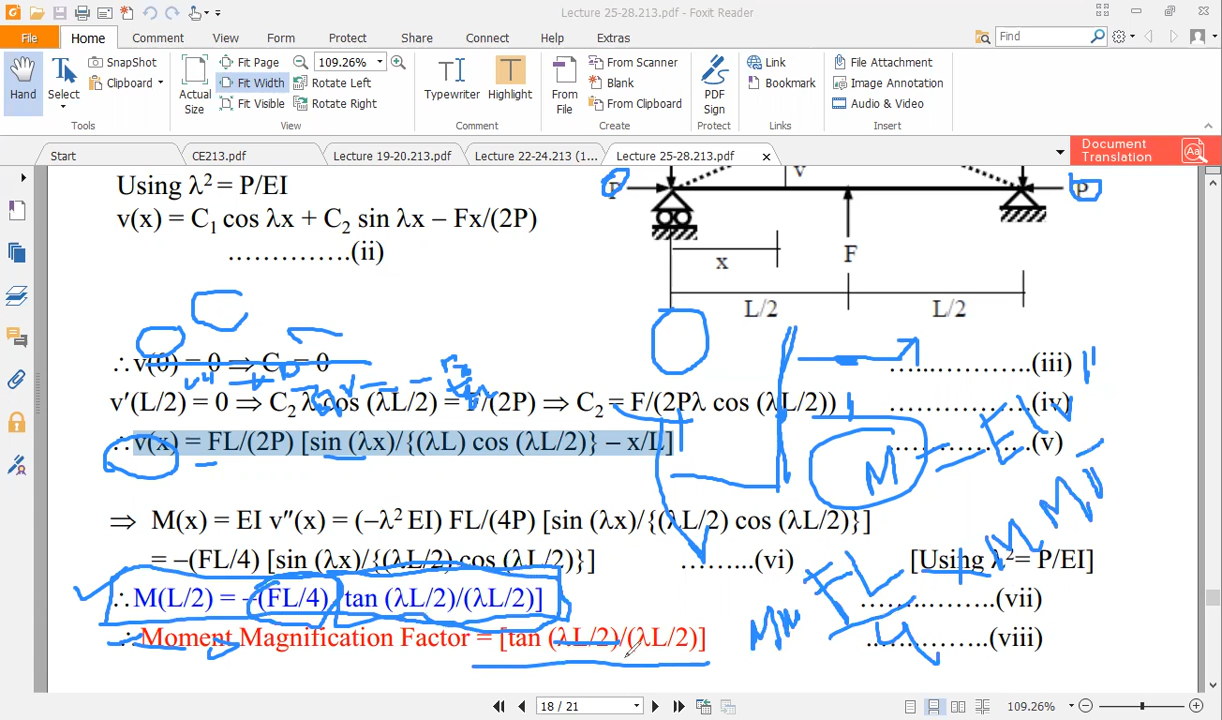 Lecture 25-28.213.pdf - Foxit Reader
File Home Comment View Form Protect Share Connect Help Extras Find
Hand Select SnapShot Clipboard Actual Size Fit Page Fit Width Fit Visible 109.26% Rotate Left Rotate Right Typewriter Highlight From File From Scanner Blank From Clipboard PDF Sign Link Bookmark File Attachment Image Annotation Audio & Video
Tools View Comment Create Protect Links Insert
Start CE213.pdf Lecture 19-20.213.pdf Lecture 22-24.213 (1... Lecture 25-28.213.pdf Document Translation
Using λ² = P/EI
P v P
v(x) = C₁ cos λx + C₂ sin λx – Fx/(2P)
………….(ii)
x F
L/2 L/2
∴ v(0) = 0 ⇒ C₁ = 0 ………………(iii)
v′(L/2) = 0 ⇒ C₂ λ cos (λL/2) = F/(2P) ⇒ C₂ = F/(2Pλ cos (λL/2)) ………………(iv)
∴ v(x) = FL/(2P) [sin (λx)/{(λL) cos (λL/2)} – x/L] ………………(v)
M EIv″
⇒ M(x) = EI v″(x) = (–λ² EI) FL/(4P) [sin (λx)/{(λL/2) cos (λL/2)}]
= –(FL/4) [sin (λx)/{(λL/2) cos (λL/2)}] ………..(vi) [Using λ² = P/EI]
∴ M(L/2) = –(FL/4) [tan (λL/2)/(λL/2)] ………………(vii)
FL
4
∴ Moment Magnification Factor = [tan (λL/2)/(λL/2)] ………………(viii)
18 / 21 109.26%